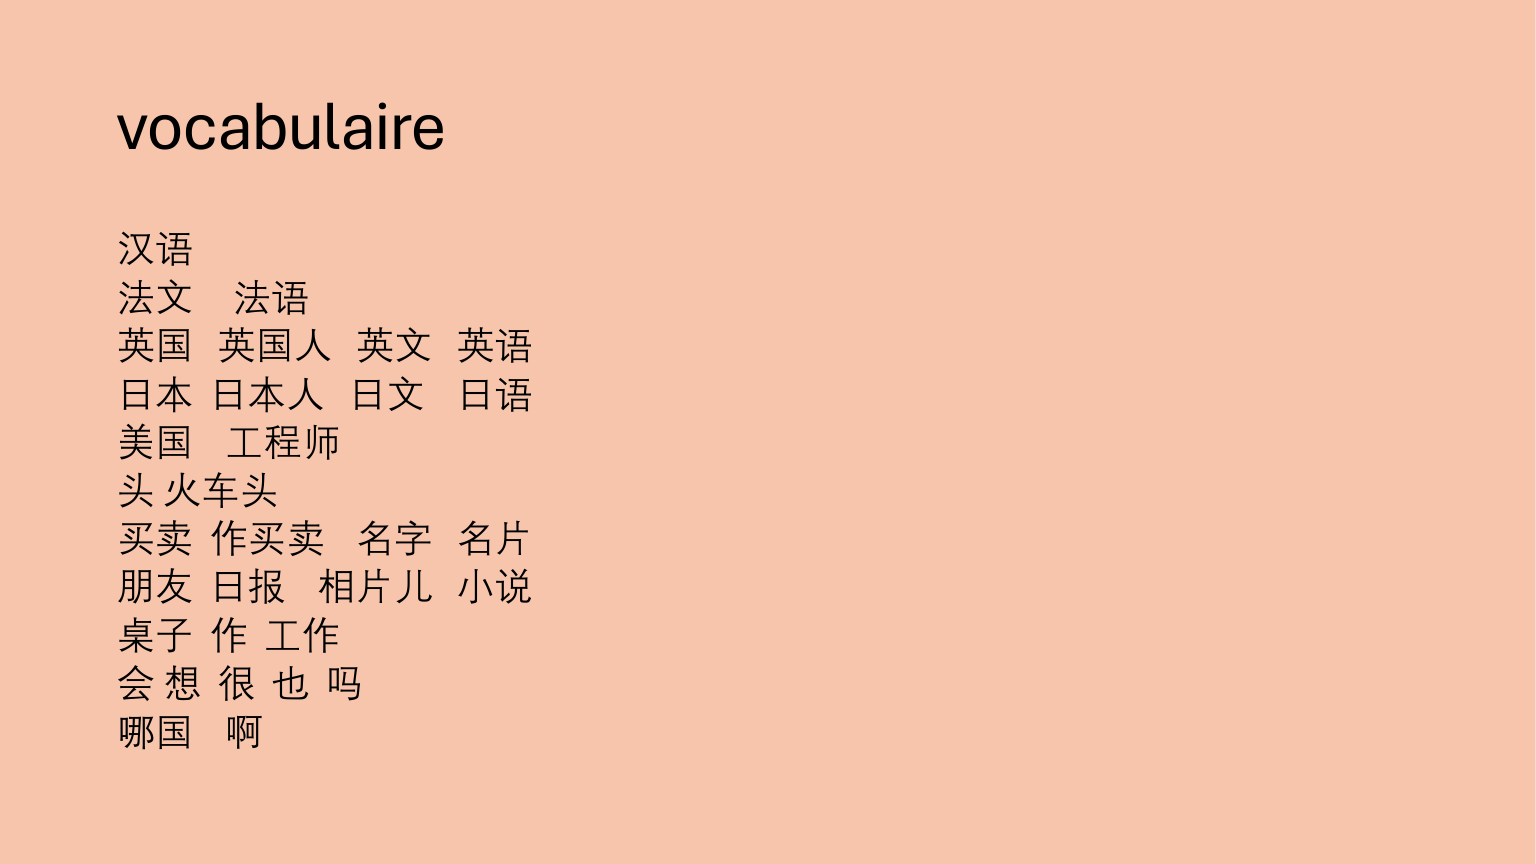 vocabulaire
汉语
法文 法语
英国 英国人 英文 英语
日本 日本人 日文 日语
美国 工程师
头 火车头
买卖 作买卖 名字 名片
朋友 日报 相片儿 小说
桌子 作 工作
会 想 很 也 吗
哪国 啊